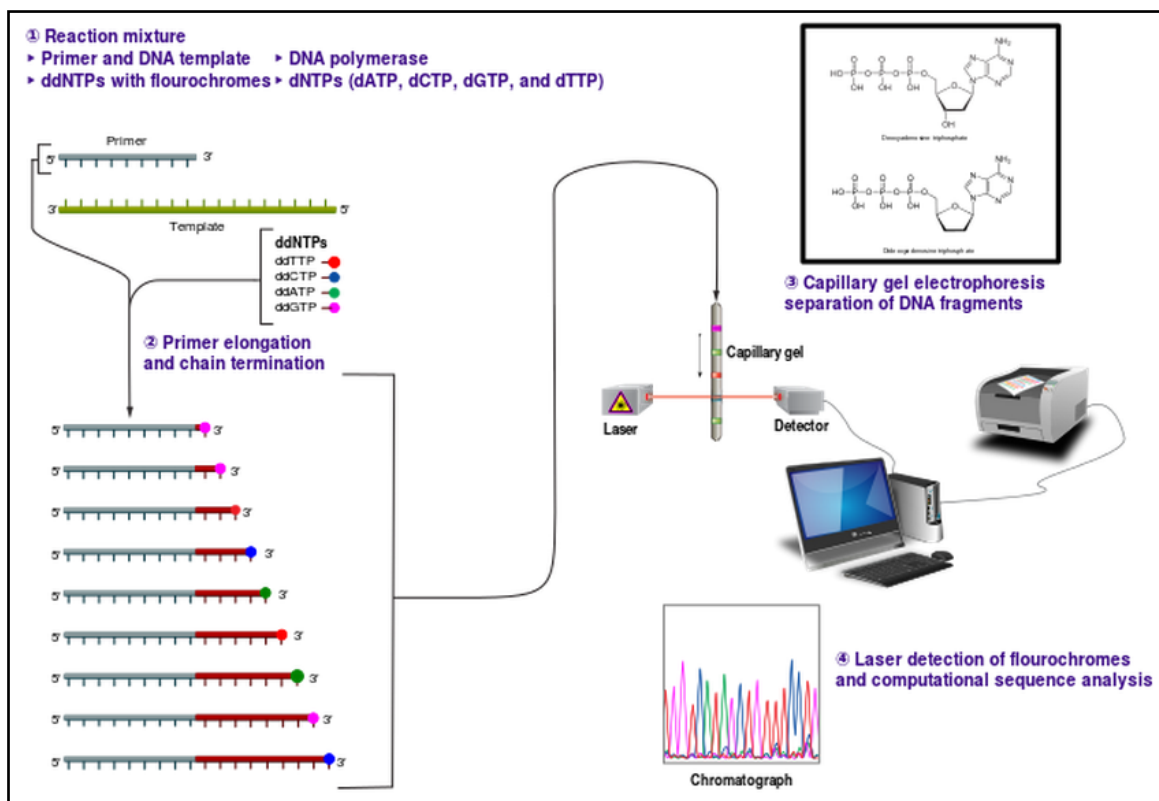 ① Reaction mixture
▸ Primer and DNA template ▸ DNA polymerase
▸ ddNTPs with flourochromes ▸ dNTPs (dATP, dCTP, dGTP, and dTTP)
Primer
5' 3'
3' 5'
Template
ddNTPs
ddTTP
ddCTP
ddATP
ddGTP
② Primer elongation
and chain termination
5' 3'
5' 3'
5' 3'
5' 3'
5' 3'
5' 3'
5' 3'
5' 3'
5' 3'
NH₂
N
N
N
N
O O O
HO P O P O P O
OH OH OH
O
OH
triphosphate
NH₂
N
N
N
N
O O O
HO P O P O P O
OH OH OH
O
③ Capillary gel electrophoresis
separation of DNA fragments
Capillary gel
Laser
Detector
④ Laser detection of flourochromes
and computational sequence analysis
Chromatograph